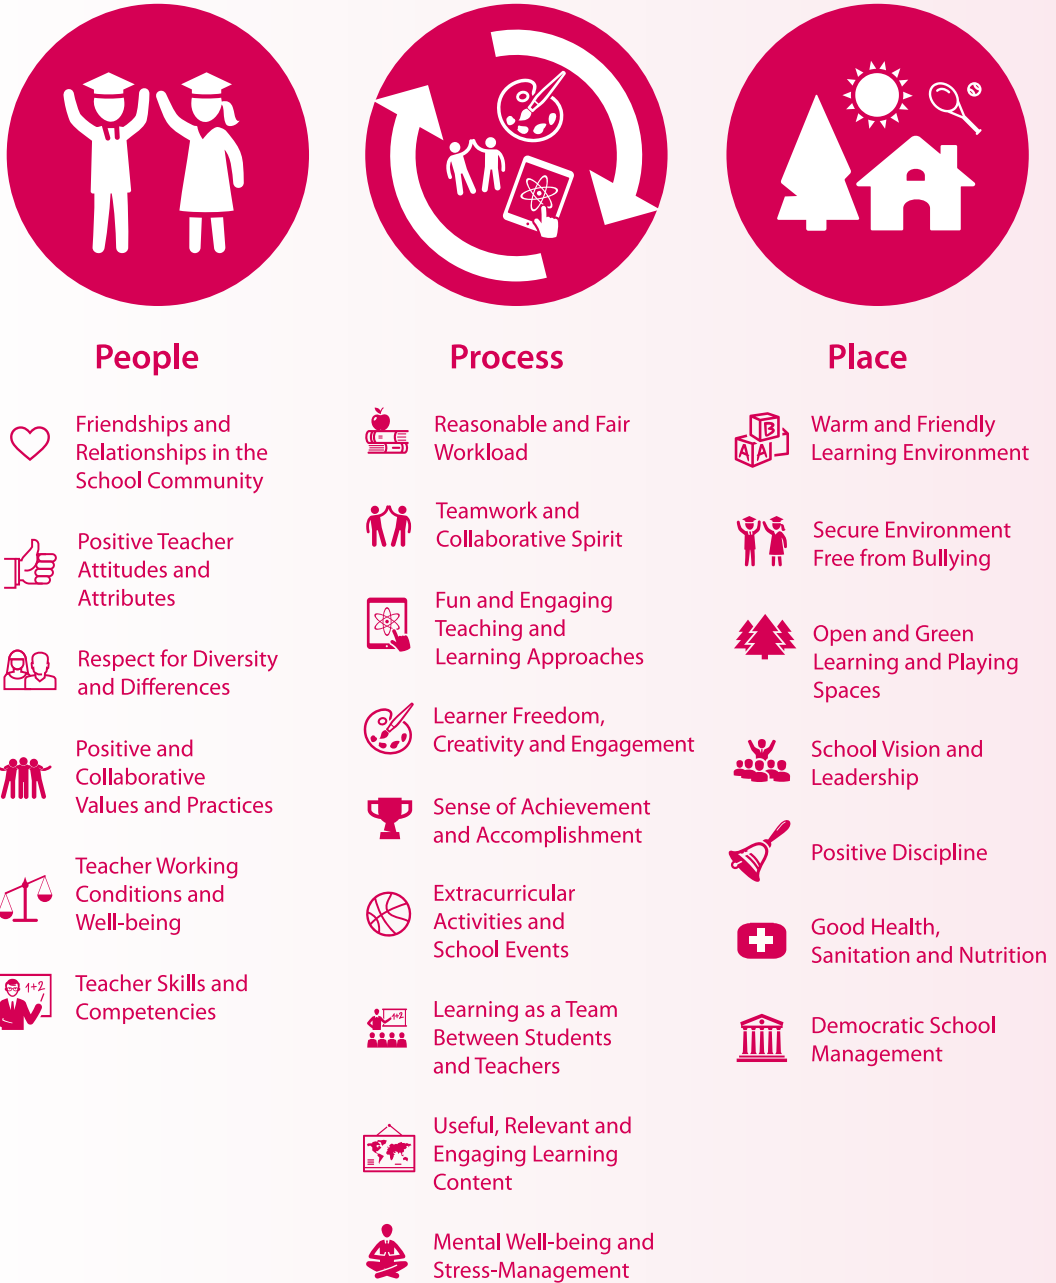 People
Friendships and
Relationships in the
School Community
Positive Teacher
Attitudes and
Attributes
Respect for Diversity
and Differences
Positive and
Collaborative
Values and Practices
Teacher Working
Conditions and
Well-being
1+2
Teacher Skills and
Competencies
Process
Reasonable and Fair
Workload
Teamwork and
Collaborative Spirit
Fun and Engaging
Teaching and
Learning Approaches
Learner Freedom,
Creativity and Engagement
Sense of Achievement
and Accomplishment
Extracurricular
Activities and
School Events
1+2
Learning as a Team
Between Students
and Teachers
Useful, Relevant and
Engaging Learning
Content
Mental Well-being and
Stress-Management
Place
B
A A
Warm and Friendly
Learning Environment
Secure Environment
Free from Bullying
Open and Green
Learning and Playing
Spaces
School Vision and
Leadership
Positive Discipline
Good Health,
Sanitation and Nutrition
Democratic School
Management